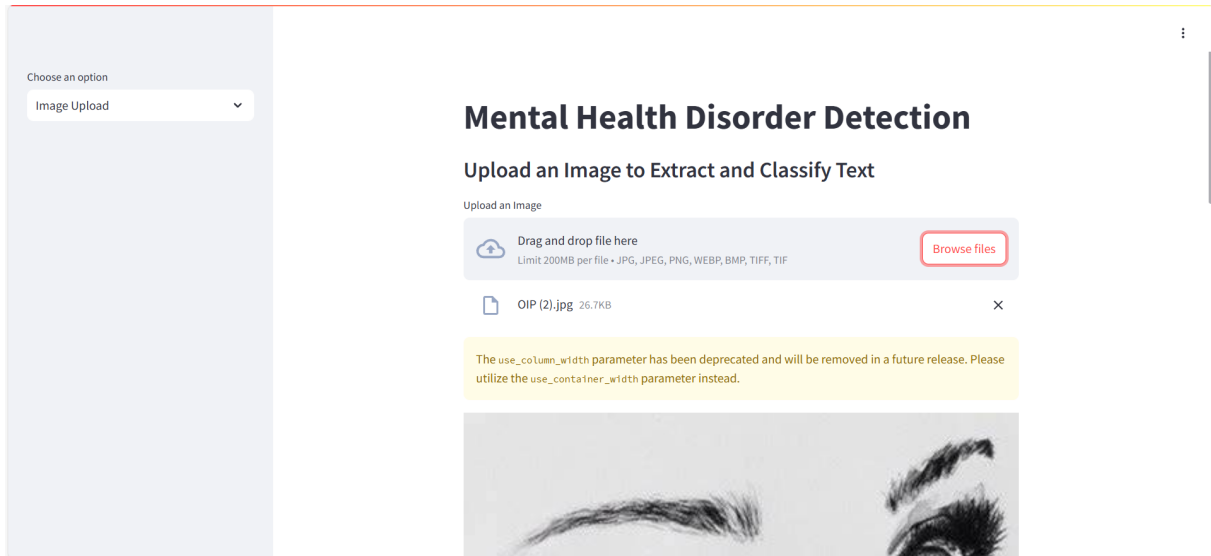 Choose an option
Image Upload
Mental Health Disorder Detection
Upload an Image to Extract and Classify Text
Upload an Image
Drag and drop file here
Limit 200MB per file • JPG, JPEG, PNG, WEBP, BMP, TIFF, TIF
Browse files
OIP (2).jpg 26.7KB
The use_column_width parameter has been deprecated and will be removed in a future release. Please
utilize the use_container_width parameter instead.